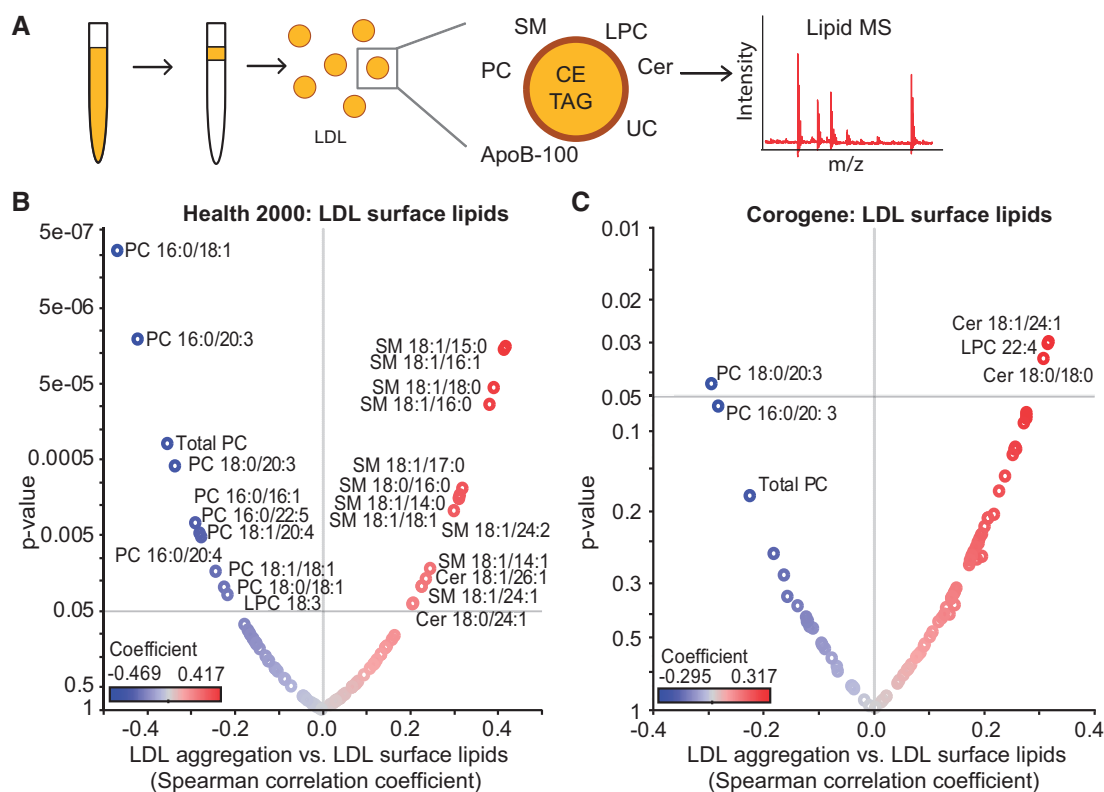 A
LDL
SM
LPC
PC
Cer
CE
TAG
UC
ApoB-100
Lipid MS
Intensity
m/z
B
Health 2000: LDL surface lipids
5e-07
5e-06
5e-05
0.0005
0.005
0.05
0.5
1
p-value
PC 16:0/18:1
PC 16:0/20:3
Total PC
PC 18:0/20:3
PC 16:0/16:1
PC 16:0/22:5
PC 18:1/20:4
PC 16:0/20:4
PC 18:1/18:1
PC 18:0/18:1
LPC 18:3
SM 18:1/15:0
SM 18:1/16:1
SM 18:1/18:0
SM 18:1/16:0
SM 18:1/17:0
SM 18:0/16:0
SM 18:1/14:0
SM 18:1/18:1
SM 18:1/24:2
SM 18:1/14:1
Cer 18:1/26:1
SM 18:1/24:1
Cer 18:0/24:1
Coefficient
-0.469 0.417
-0.4 -0.2 0.0 0.2 0.4
LDL aggregation vs. LDL surface lipids
(Spearman correlation coefficient)
C
Corogene: LDL surface lipids
0.01
0.02
0.03
0.05
0.1
0.2
0.3
0.5
1
p-value
Cer 18:1/24:1
LPC 22:4
Cer 18:0/18:0
PC 18:0/20:3
PC 16:0/20: 3
Total PC
Coefficient
-0.295 0.317
-0.4 -0.2 0.0 0.2 0.4
LDL aggregation vs. LDL surface lipids
(Spearman correlation coefficient)